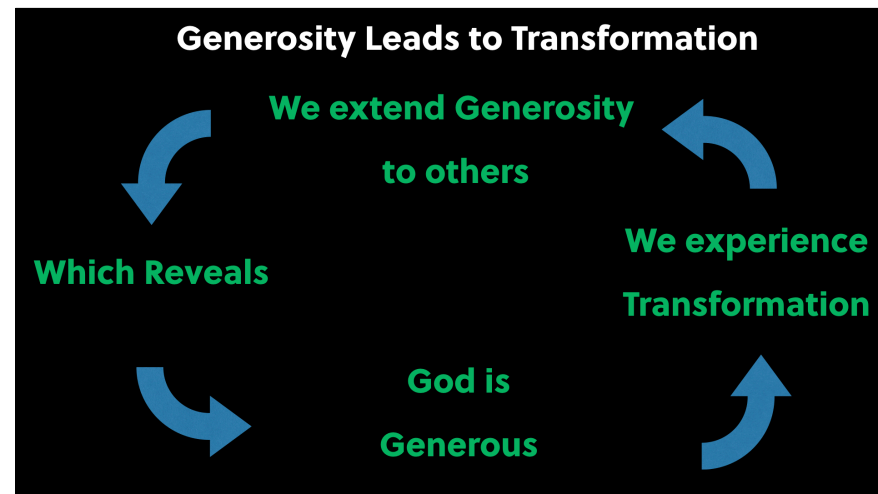 Generosity Leads to Transformation
We extend Generosity
to others
Which Reveals
God is
Generous
We experience
Transformation